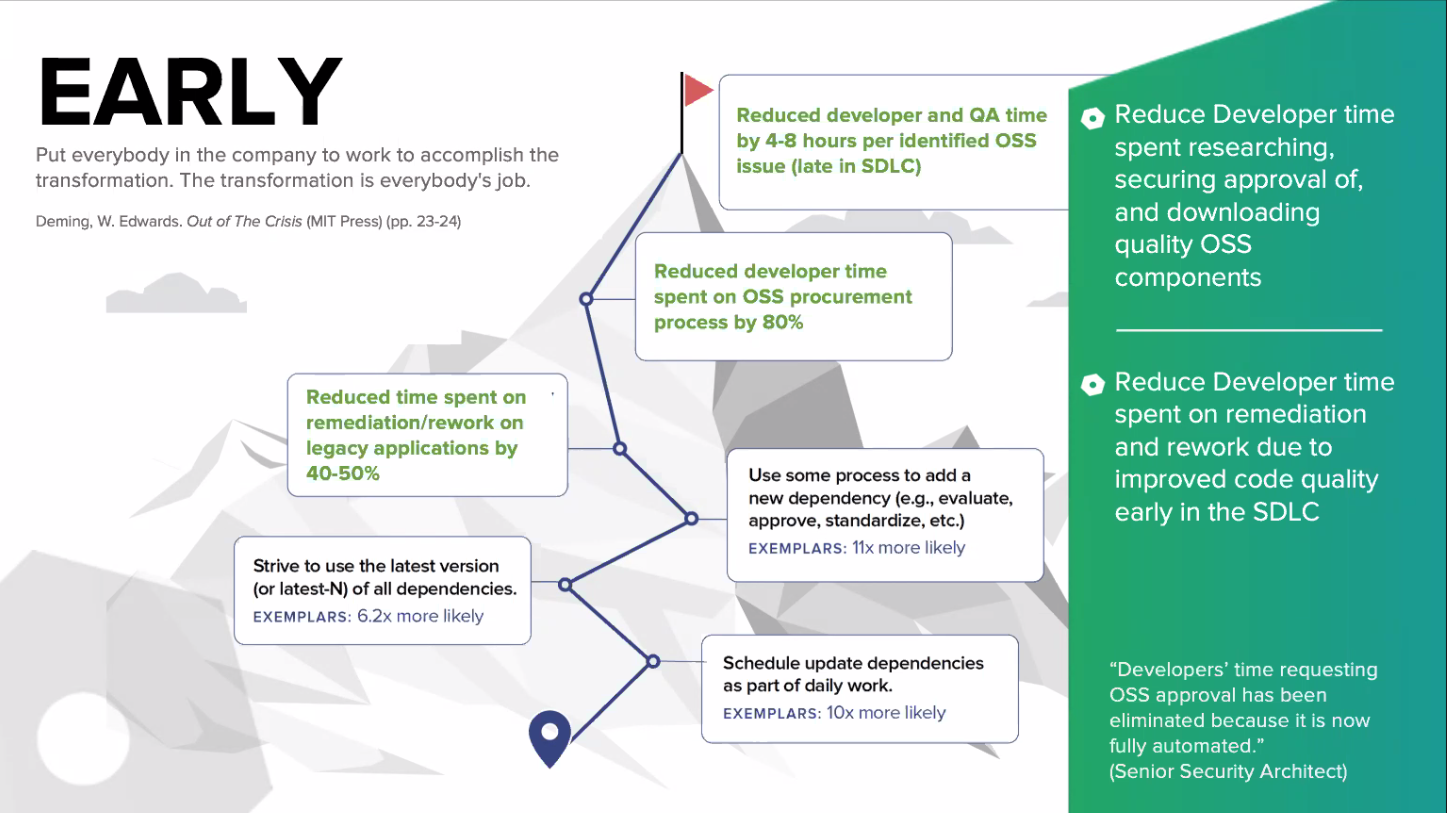 EARLY
Put everybody in the company to work to accomplish the
transformation. The transformation is everybody's job.
Deming, W. Edwards. Out of The Crisis (MIT Press) (pp. 23-24)
Reduced developer and QA time
by 4-8 hours per identified OSS
issue (late in SDLC)
Reduced developer time
spent on OSS procurement
process by 80%
Reduced time spent on
remediation/rework on
legacy applications by
40-50%
Use some process to add a
new dependency (e.g., evaluate,
approve, standardize, etc.)
EXEMPLARS: 11x more likely
Strive to use the latest version
(or latest-N) of all dependencies.
EXEMPLARS: 6.2x more likely
Schedule update dependencies
as part of daily work.
EXEMPLARS: 10x more likely
Reduce Developer time
spent researching,
securing approval of,
and downloading
quality OSS
components
Reduce Developer time
spent on remediation
and rework due to
improved code quality
early in the SDLC
“Developers’ time requesting
OSS approval has been
eliminated because it is now
fully automated.”
(Senior Security Architect)